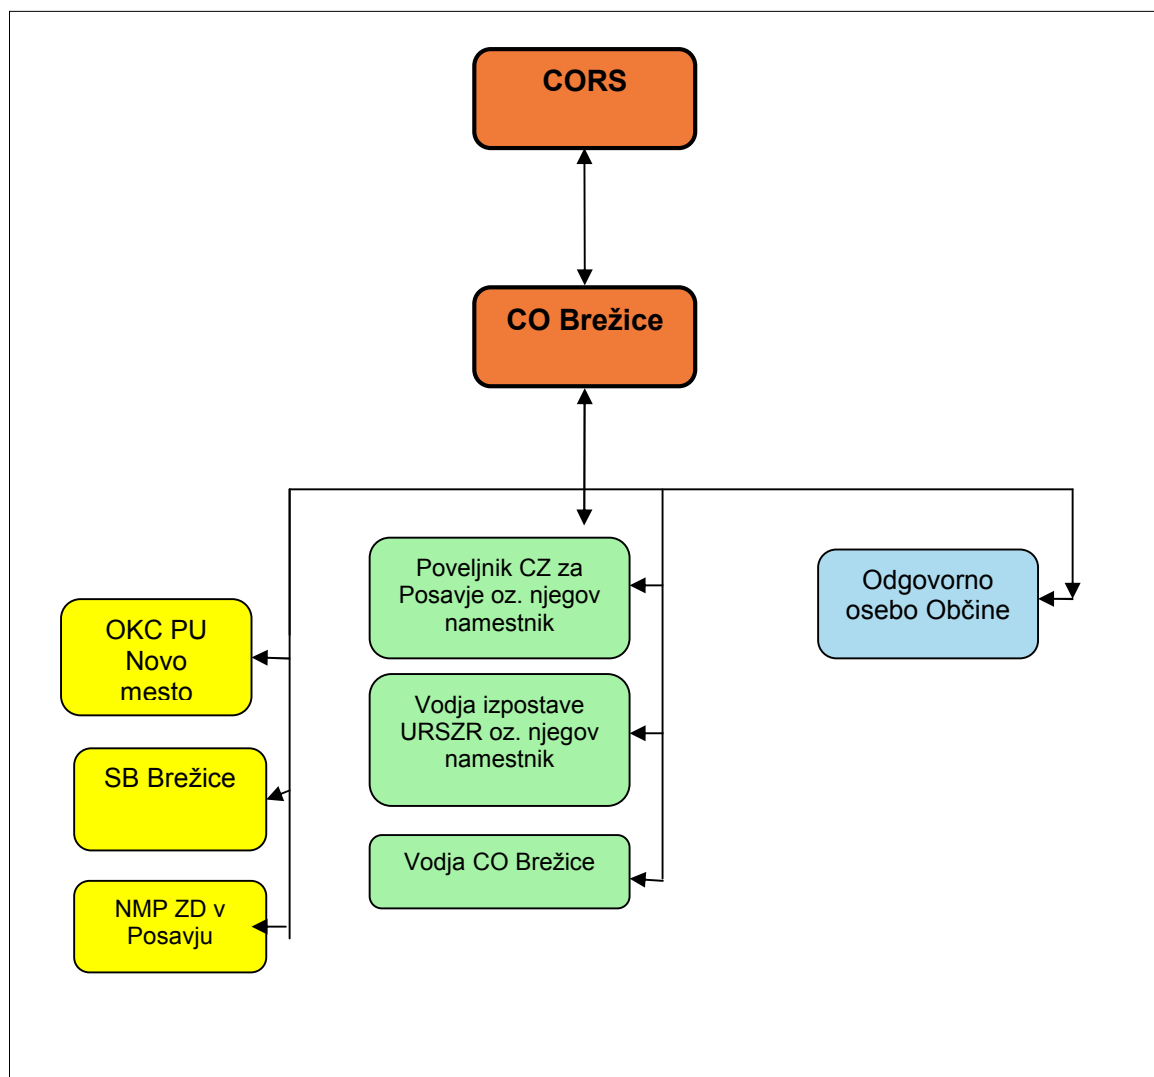 CORS
CO Brežice
Poveljnik CZ za
Posavje oz. njegov
namestnik
Odgovorno
osebo Občine
OKC PU
Novo
mesto
Vodja izpostave
URSZR oz. njegov
namestnik
SB Brežice
Vodja CO Brežice
NMP ZD v
Posavju